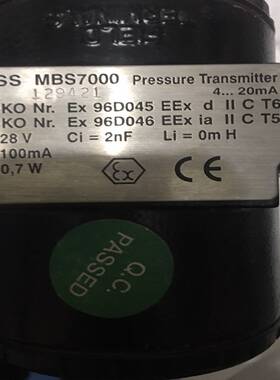 SS MBS7000 Pressure Transmitter
129421 4... 20mA
KO Nr. Ex 96D045 EEx d II C T6
KO Nr. Ex 96D046 EEx ia II C T5
28 V Ci = 2nF Li = 0m H
100mA
0,7 W
Ex
Q.C.
PASSED